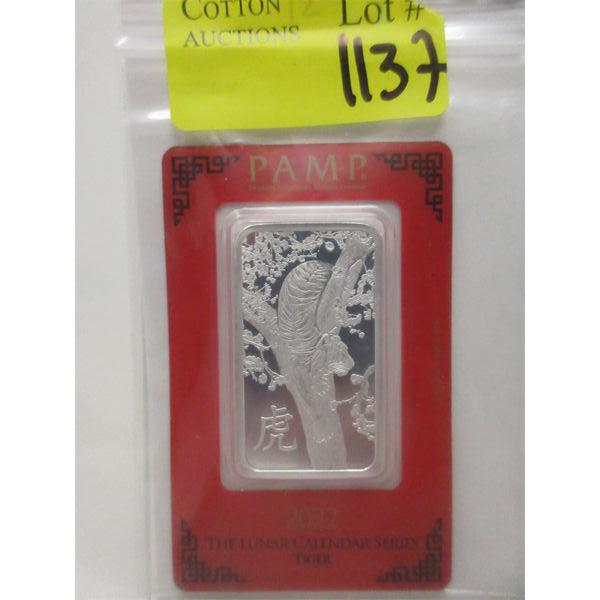 COTTON
AUCTIONS
Lot #
1137
PAMP
虎
2022
THE LUNAR CALENDAR SERIES
TIGER